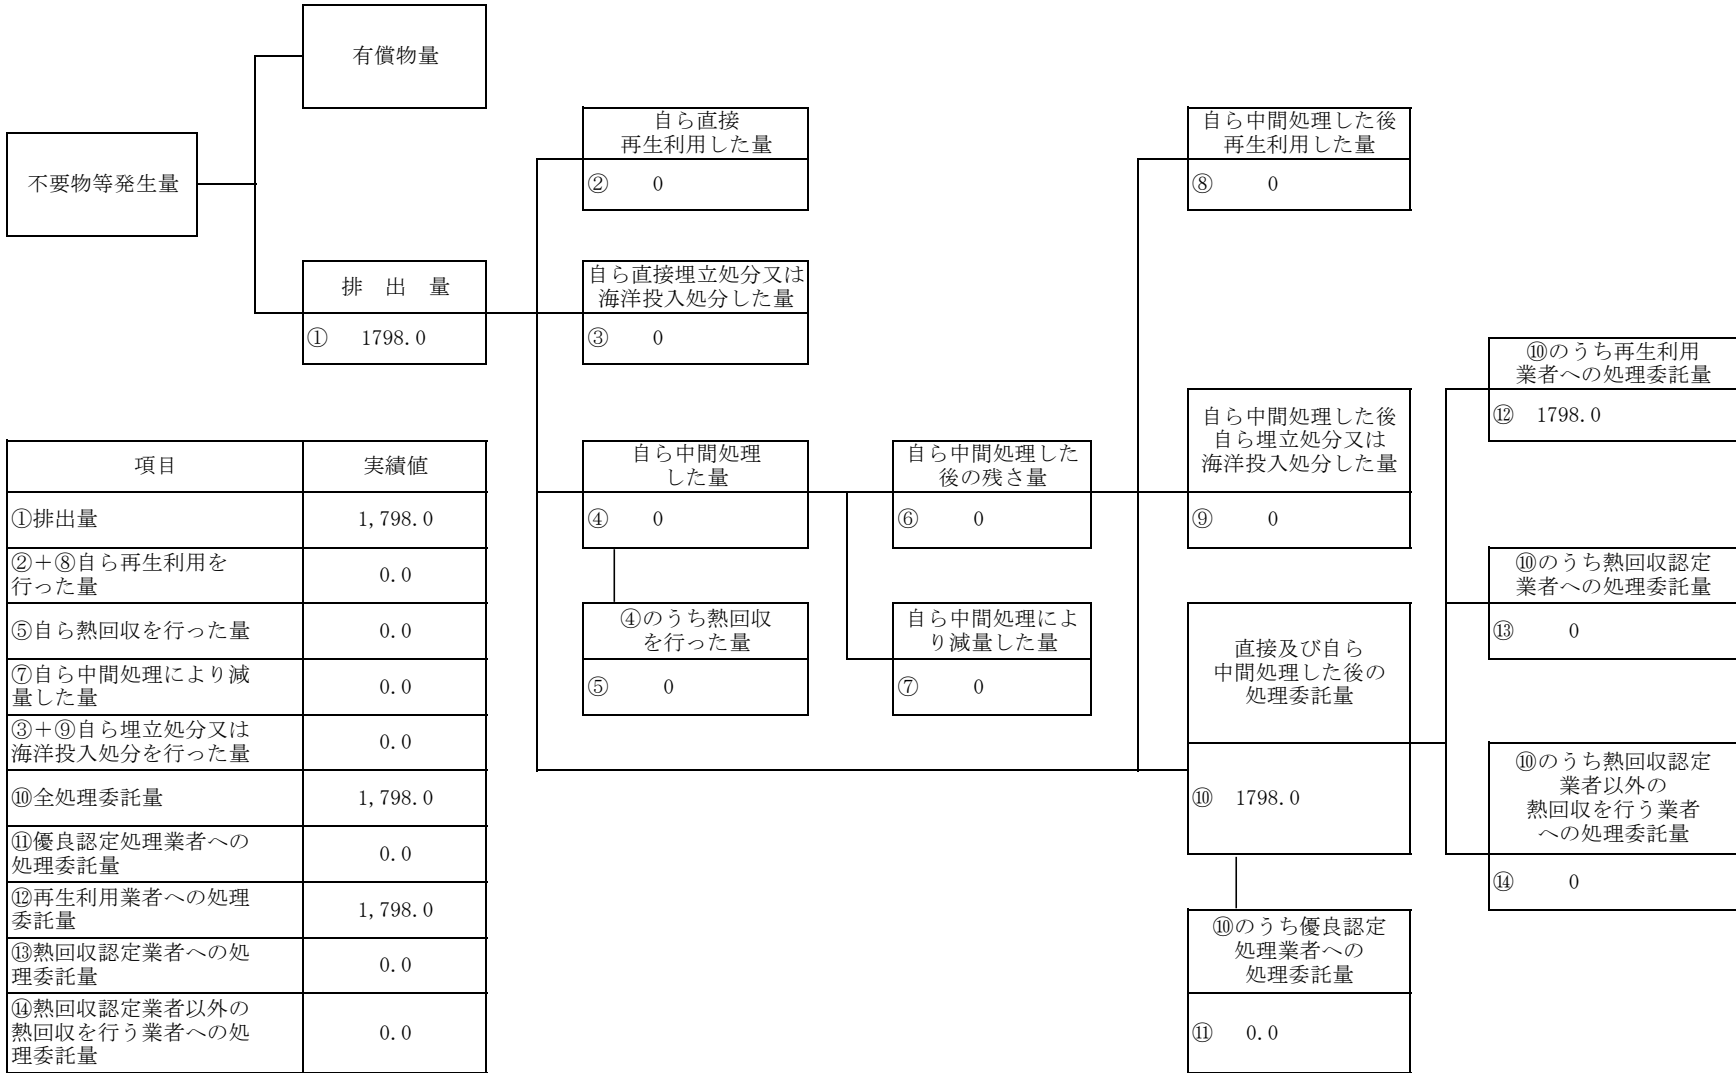 有償物量
不要物等発生量
排　出　量
① 1798.0
自ら直接
再生利用した量
② 0
自ら直接埋立処分又は
海洋投入処分した量
③ 0
自ら中間処理
した量
④ 0
④のうち熱回収
を行った量
⑤ 0
自ら中間処理した
後の残さ量
⑥ 0
自ら中間処理によ
り減量した量
⑦ 0
自ら中間処理した後
再生利用した量
⑧ 0
自ら中間処理した後
自ら埋立処分又は
海洋投入処分した量
⑨ 0
直接及び自ら
中間処理した後の
処理委託量
⑩ 1798.0
⑩のうち優良認定
処理業者への
処理委託量
⑪ 0.0
⑩のうち再生利用
業者への処理委託量
⑫ 1798.0
⑩のうち熱回収認定
業者への処理委託量
⑬ 0
⑩のうち熱回収認定
業者以外の
熱回収を行う業者
への処理委託量
⑭ 0
項目 実績値
①排出量 1,798.0
②＋⑧自ら再生利用を
行った量 0.0
⑤自ら熱回収を行った量 0.0
⑦自ら中間処理により減
量した量 0.0
③＋⑨自ら埋立処分又は
海洋投入処分を行った量 0.0
⑩全処理委託量 1,798.0
⑪優良認定処理業者への
処理委託量 0.0
⑫再生利用業者への処理
委託量 1,798.0
⑬熱回収認定業者への処
理委託量 0.0
⑭熱回収認定業者以外の
熱回収を行う業者への処
理委託量 0.0